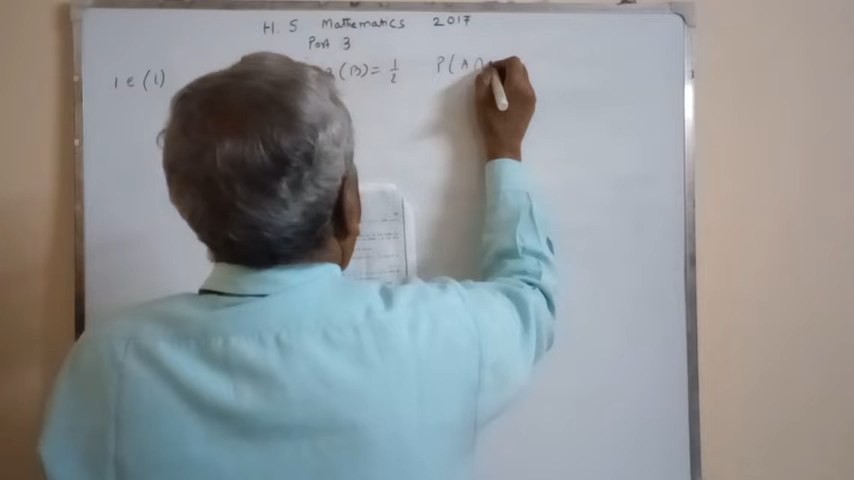 H. S. Mathematics 2017
Part 3
1 e (1) (B) = 1/2 P(A ∩